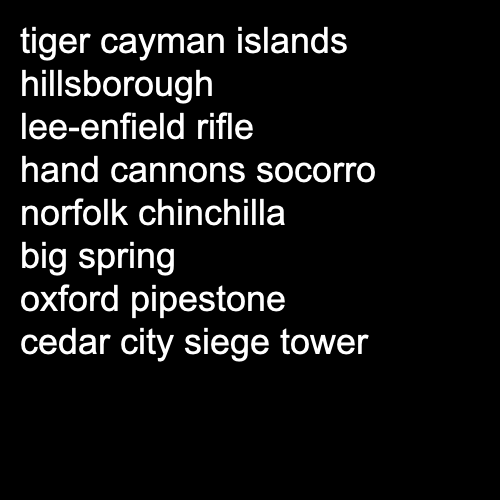 tiger cayman islands
hillsborough
lee-enfield rifle
hand cannons socorro
norfolk chinchilla
big spring
oxford pipestone
cedar city siege tower